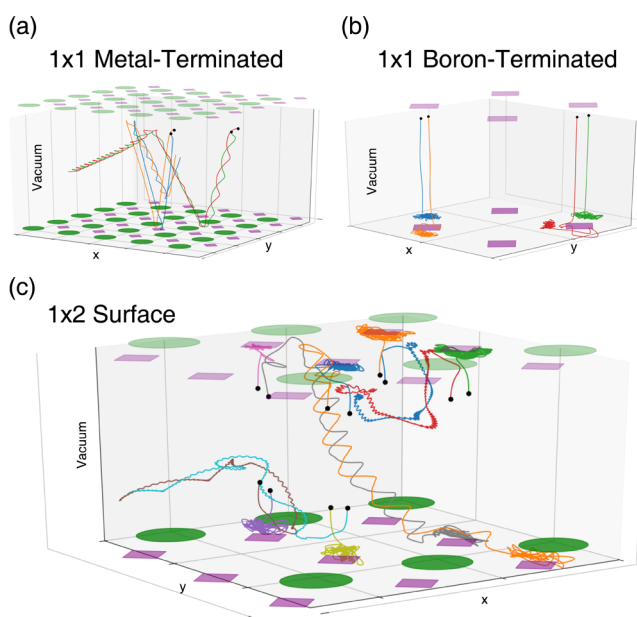 (a)
1x1 Metal-Terminated
Vacuum
x
y
(b)
1x1 Boron-Terminated
Vacuum
x
y
(c)
1x2 Surface
Vacuum
y
x